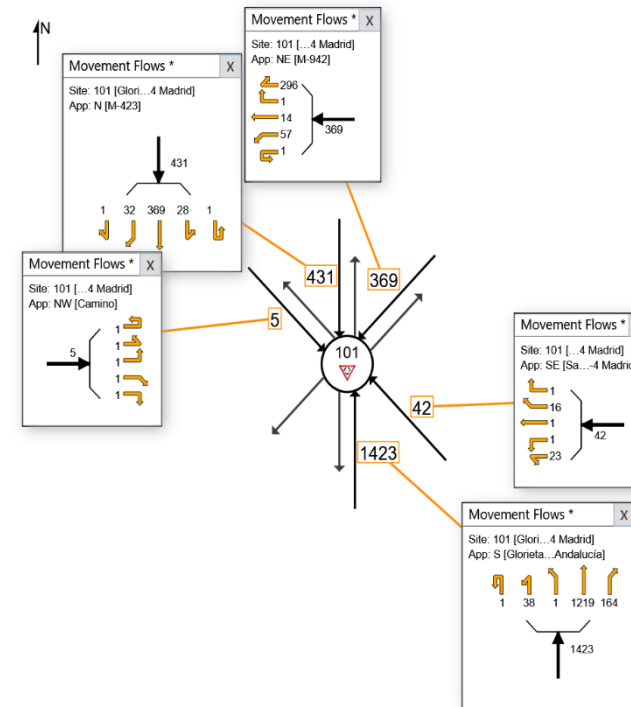 N
Movement Flows * X
Site: 101 [...4 Madrid]
App: NE [M-942]
296
1
14
57
1
369
Movement Flows * X
Site: 101 [Glori...4 Madrid]
App: N [M-423]
431
1 32 369 28 1
Movement Flows * X
Site: 101 [...4 Madrid]
App: NW [Camino]
5
1
1
1
1
1
431
369
5
101
42
1423
Movement Flows *
Site: 101 [...4 Madrid]
App: SE [Sa...-4 Madrid
1
16
1
1
23
42
Movement Flows * X
Site: 101 [Glori...4 Madrid]
App: S [Glorieta...Andalucía]
1 38 1 1219 164
1423